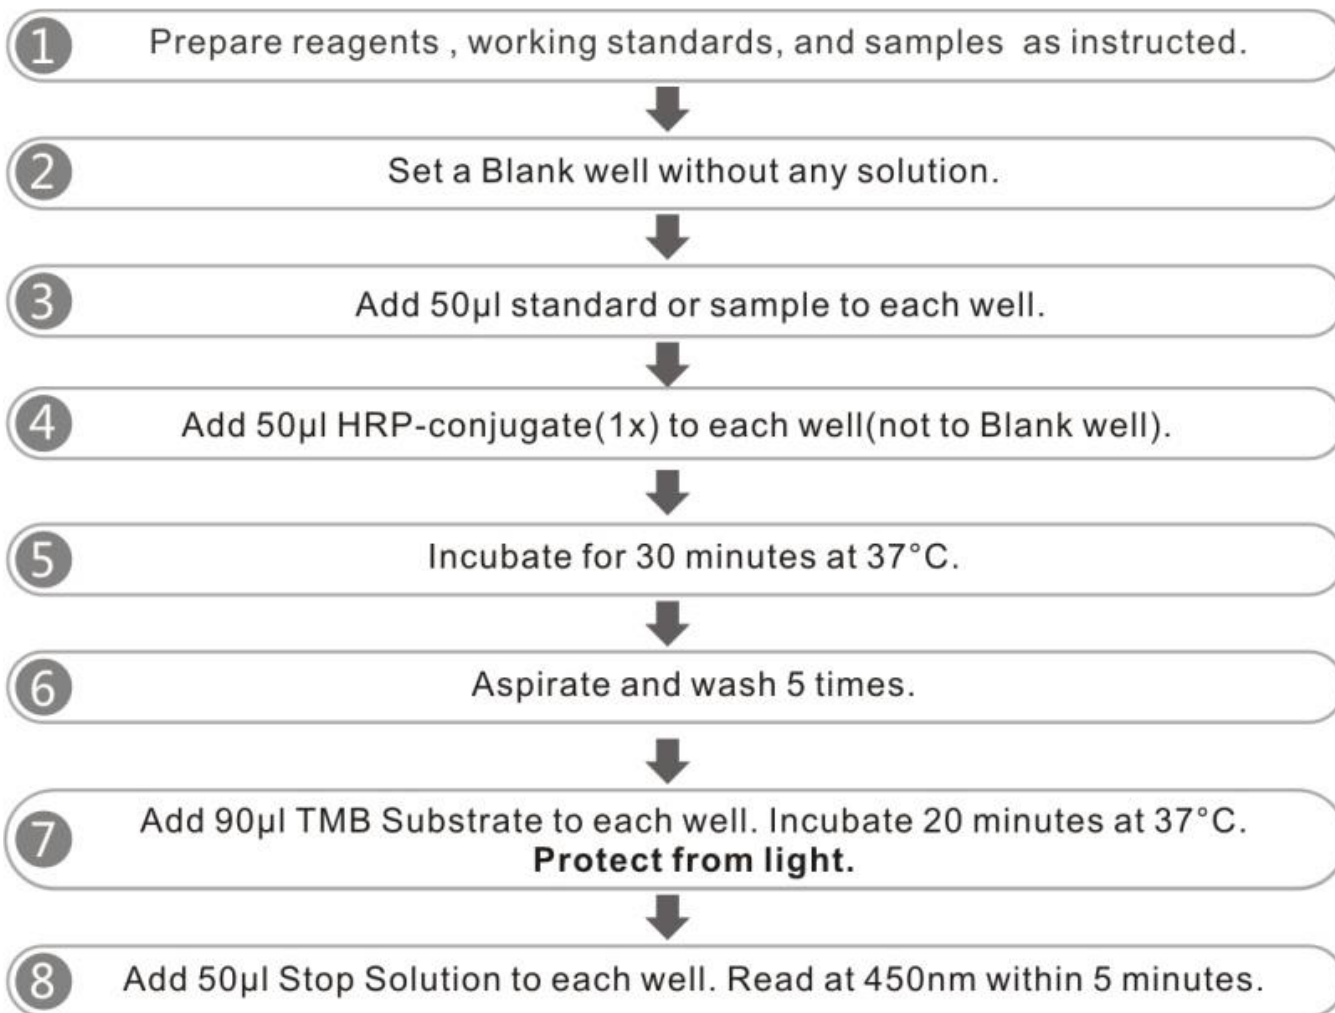 1 Prepare reagents , working standards, and samples as instructed.
2 Set a Blank well without any solution.
3 Add 50μl standard or sample to each well.
4 Add 50μl HRP-conjugate(1x) to each well(not to Blank well).
5 Incubate for 30 minutes at 37°C.
6 Aspirate and wash 5 times.
7 Add 90μl TMB Substrate to each well. Incubate 20 minutes at 37°C.
Protect from light.
8 Add 50μl Stop Solution to each well. Read at 450nm within 5 minutes.